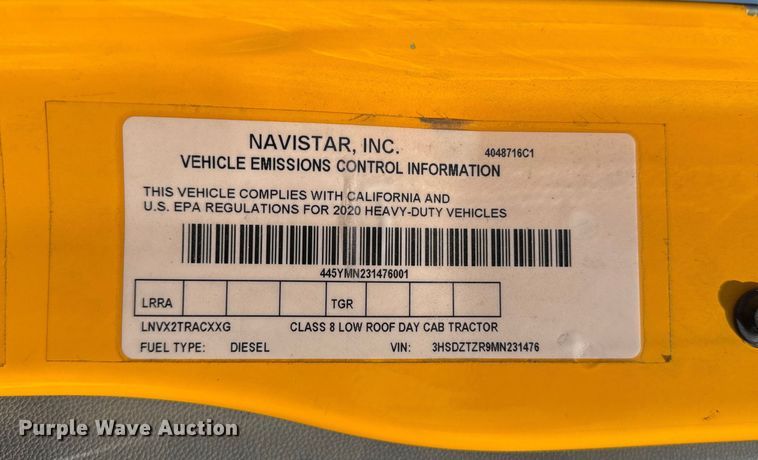 NAVISTAR, INC.
4048716C1
VEHICLE EMISSIONS CONTROL INFORMATION
THIS VEHICLE COMPLIES WITH CALIFORNIA AND
U.S. EPA REGULATIONS FOR 2020 HEAVY-DUTY VEHICLES
445YMN231476001
LRRA TGR
LNVX2TRACXXG CLASS 8 LOW ROOF DAY CAB TRACTOR
FUEL TYPE: DIESEL VIN: 3HSDZTZR9MN231476
Purple Wave Auction